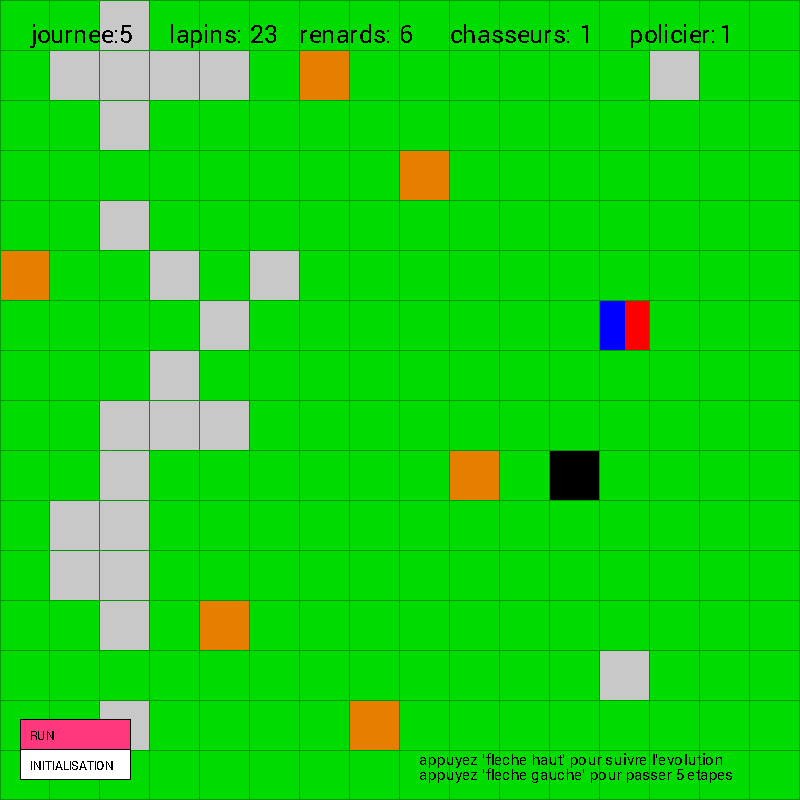 journee:5 lapins: 23 renards: 6 chasseurs: 1 policier:1
RUN
INITIALISATION
appuyez 'fleche haut' pour suivre l'evolution
appuyez 'fleche gauche' pour passer 5 etapes